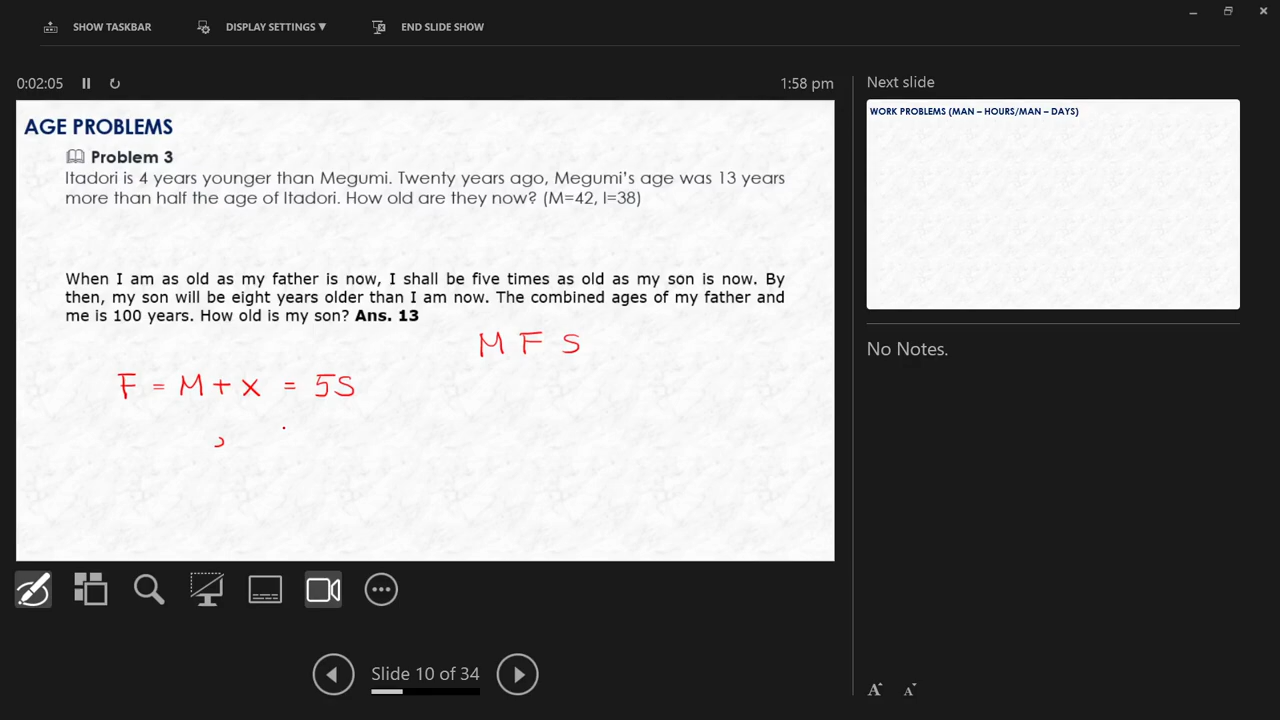 SHOW TASKBAR DISPLAY SETTINGS ▼ END SLIDE SHOW
0:02:05 1:58 pm
AGE PROBLEMS
Problem 3
Itadori is 4 years younger than Megumi. Twenty years ago, Megumi's age was 13 years
more than half the age of Itadori. How old are they now? (M=42, I=38)
When I am as old as my father is now, I shall be five times as old as my son is now. By
then, my son will be eight years older than I am now. The combined ages of my father and
me is 100 years. How old is my son? Ans. 13
M F S
F = M + x = 5S
Slide 10 of 34
Next slide
WORK PROBLEMS (MAN – HOURS/MAN – DAYS)
No Notes.
A A